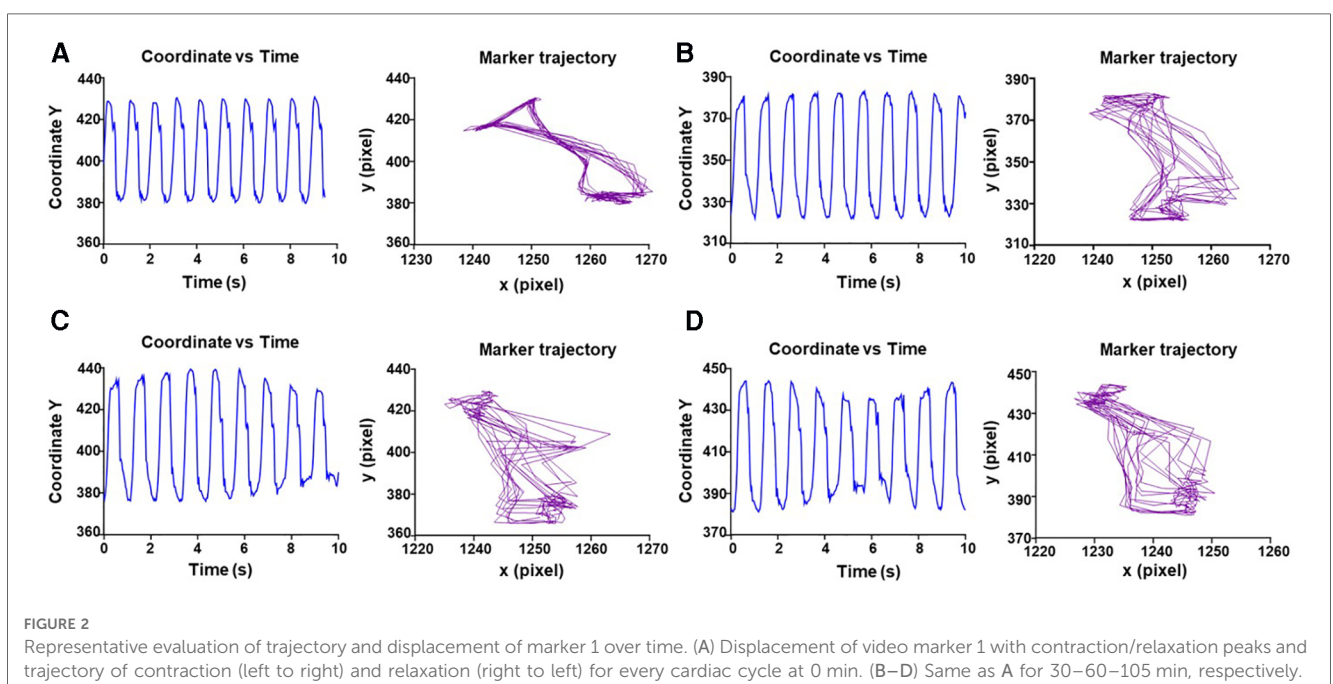 A
Coordinate vs Time
Coordinate Y
440
420
400
380
360
0 2 4 6 8 10
Time (s)
Marker trajectory
y (pixel)
440
420
400
380
360
1230 1240 1250 1260 1270
x (pixel)
B
Coordinate vs Time
Coordinate Y
390
370
350
330
310
0 2 4 6 8 10
Time (s)
Marker trajectory
y (pixel)
390
370
350
330
310
1220 1230 1240 1250 1260 1270
x (pixel)
C
Coordinate vs Time
Coordinate Y
440
420
400
380
360
0 2 4 6 8 10
Time (s)
Marker trajectory
y (pixel)
440
420
400
380
360
1220 1230 1240 1250 1260 1270
x (pixel)
D
Coordinate vs Time
Coordinate Y
450
430
410
390
370
0 2 4 6 8 10
Time (s)
Marker trajectory
y (pixel)
450
430
410
390
370
1220 1230 1240 1250 1260
x (pixel)
FIGURE 2
Representative evaluation of trajectory and displacement of marker 1 over time. (A) Displacement of video marker 1 with contraction/relaxation peaks and
trajectory of contraction (left to right) and relaxation (right to left) for every cardiac cycle at 0 min. (B–D) Same as A for 30–60–105 min, respectively.